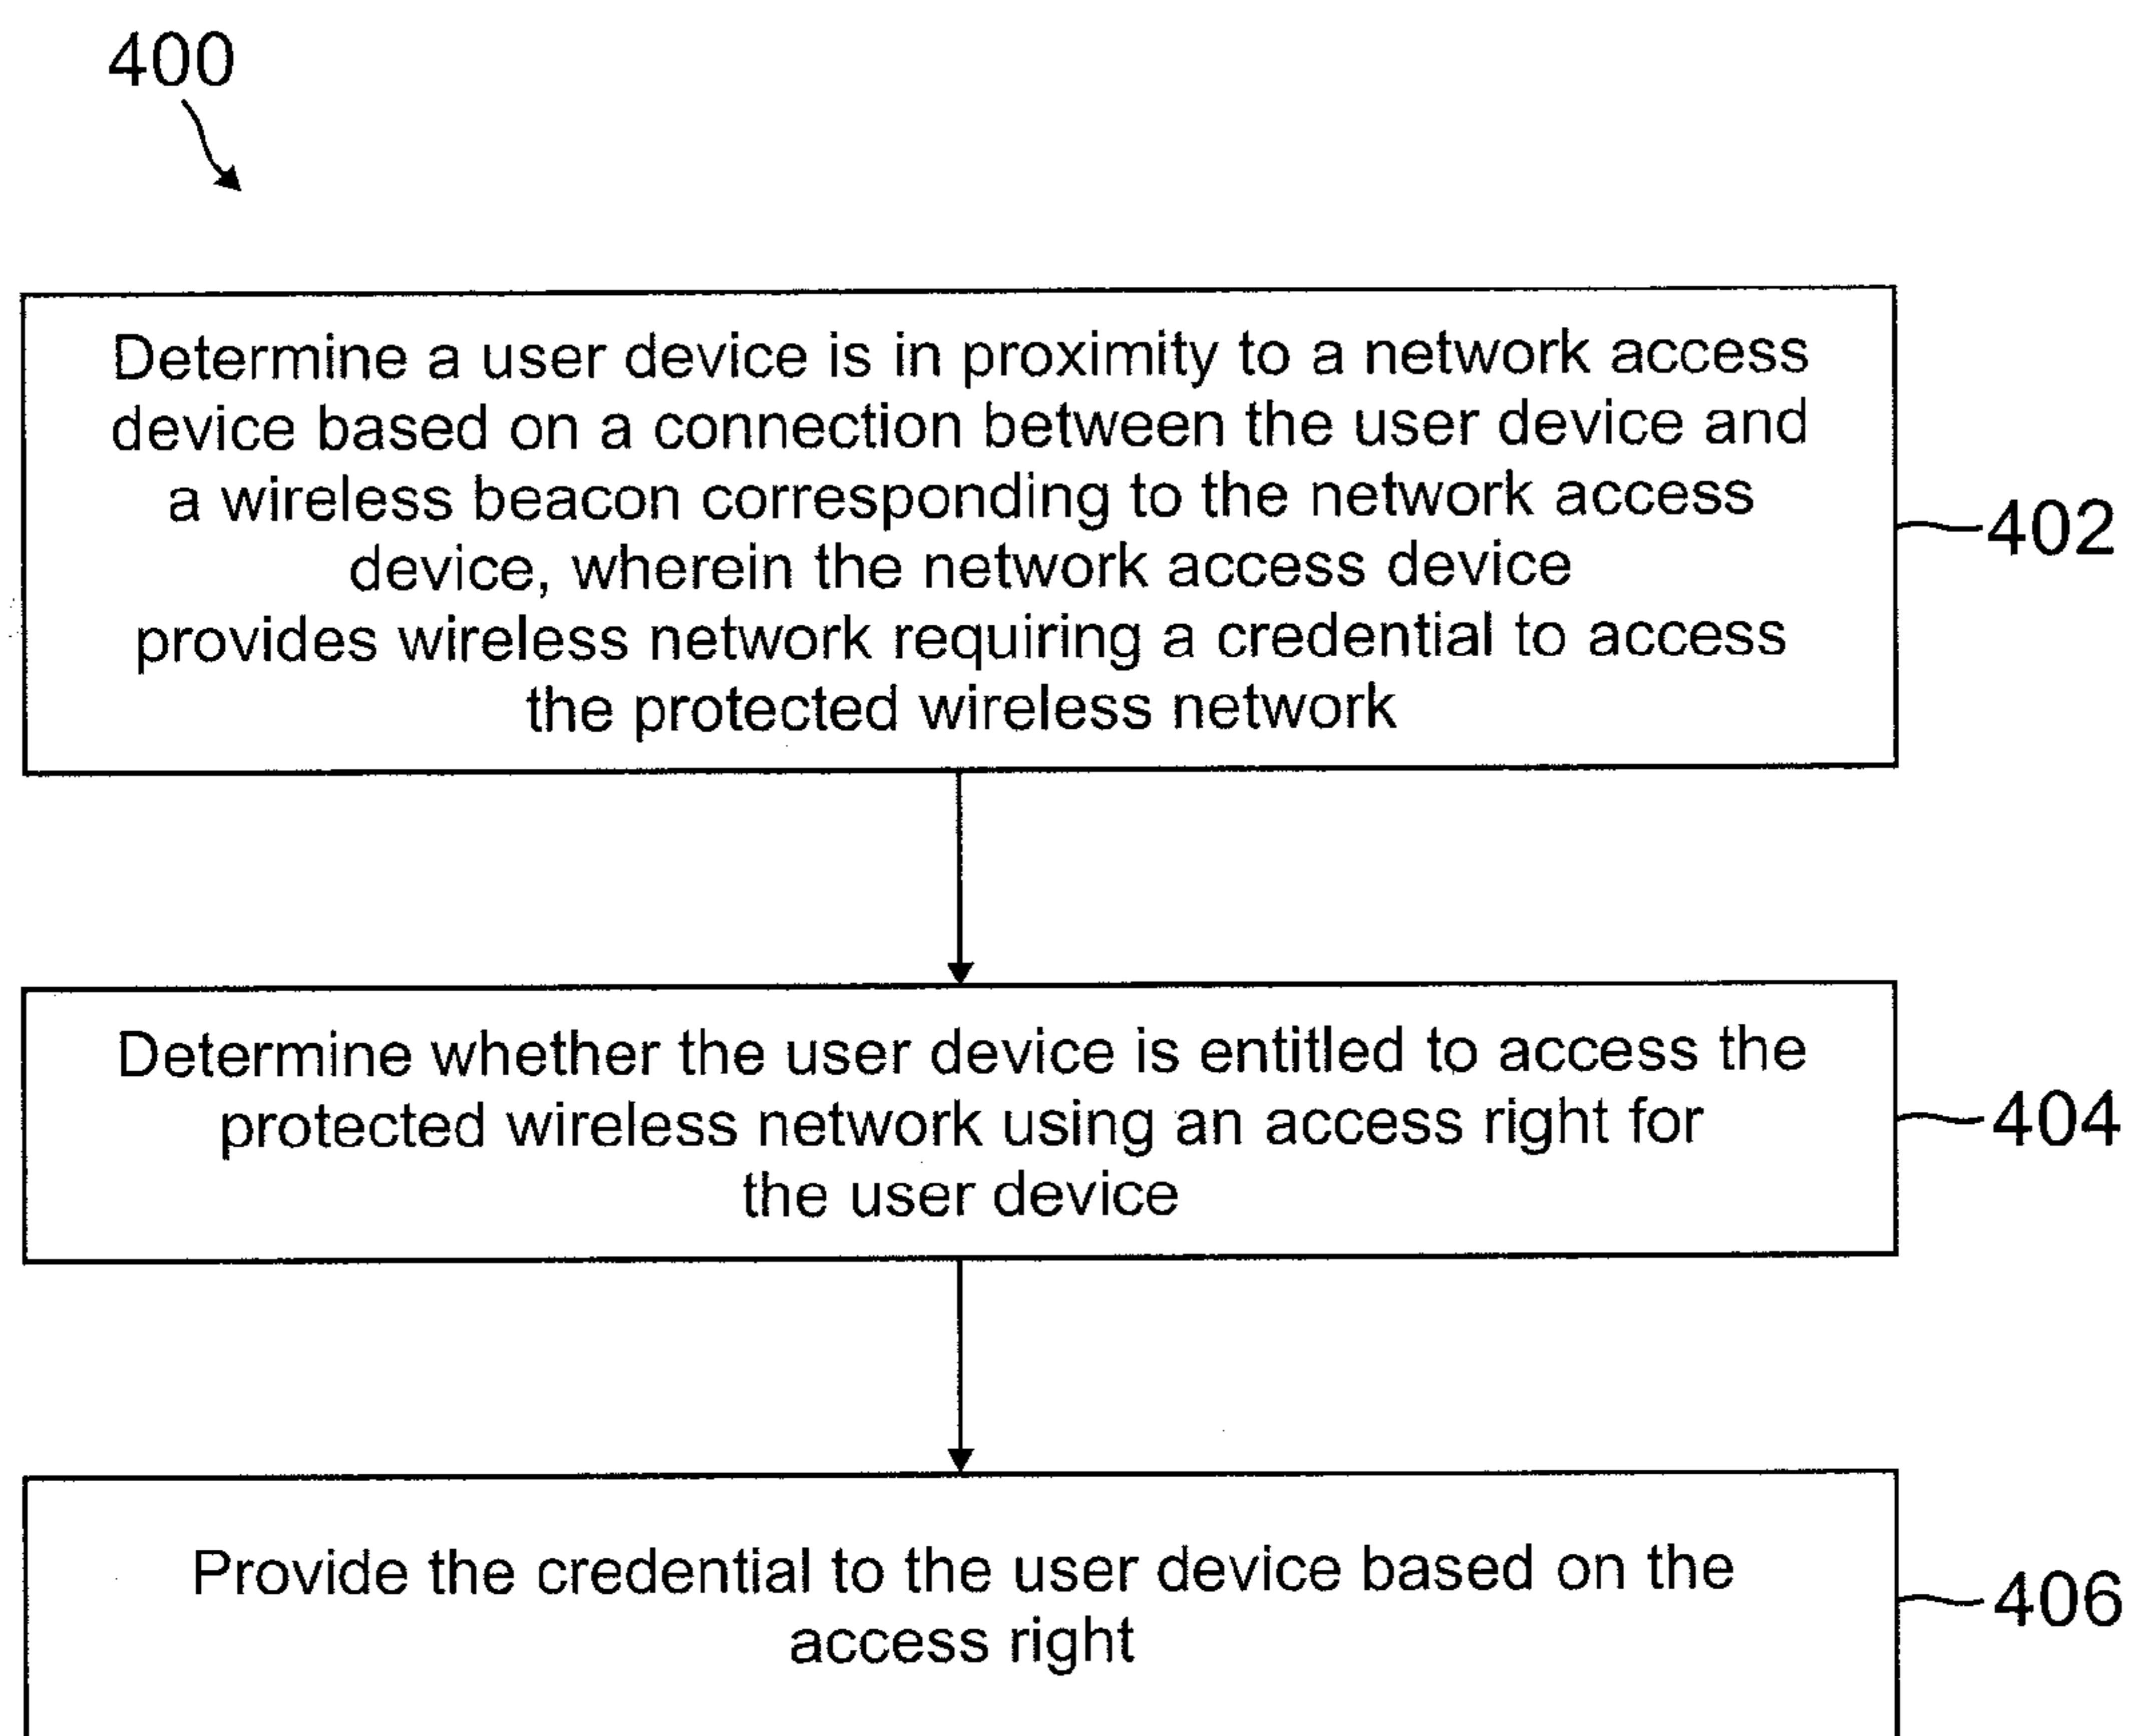 400
Determine a user device is in proximity to a network access
device based on a connection between the user device and
a wireless beacon corresponding to the network access
device, wherein the network access device
provides wireless network requiring a credential to access
the protected wireless network
402
Determine whether the user device is entitled to access the
protected wireless network using an access right for
the user device
404
Provide the credential to the user device based on the
access right
406